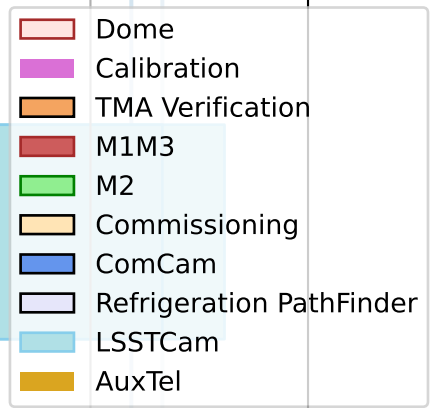 Dome
Calibration
TMA Verification
M1M3
M2
Commissioning
ComCam
Refrigeration PathFinder
LSSTCam
AuxTel